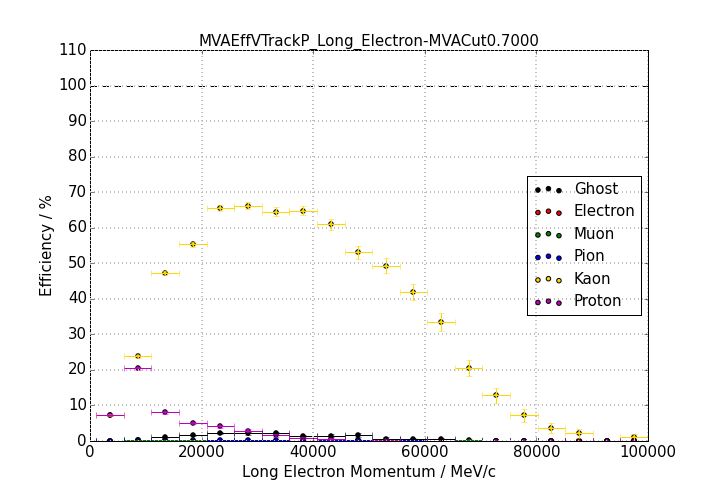 MVAEffVTrackP_Long_Electron-MVACut0.7000
110
100
90
80
70
60
50
40
30
20
10
0
Efficiency / %
Ghost
Electron
Muon
Pion
Kaon
Proton
0 20000 40000 60000 80000 100000
Long Electron Momentum / MeV/c